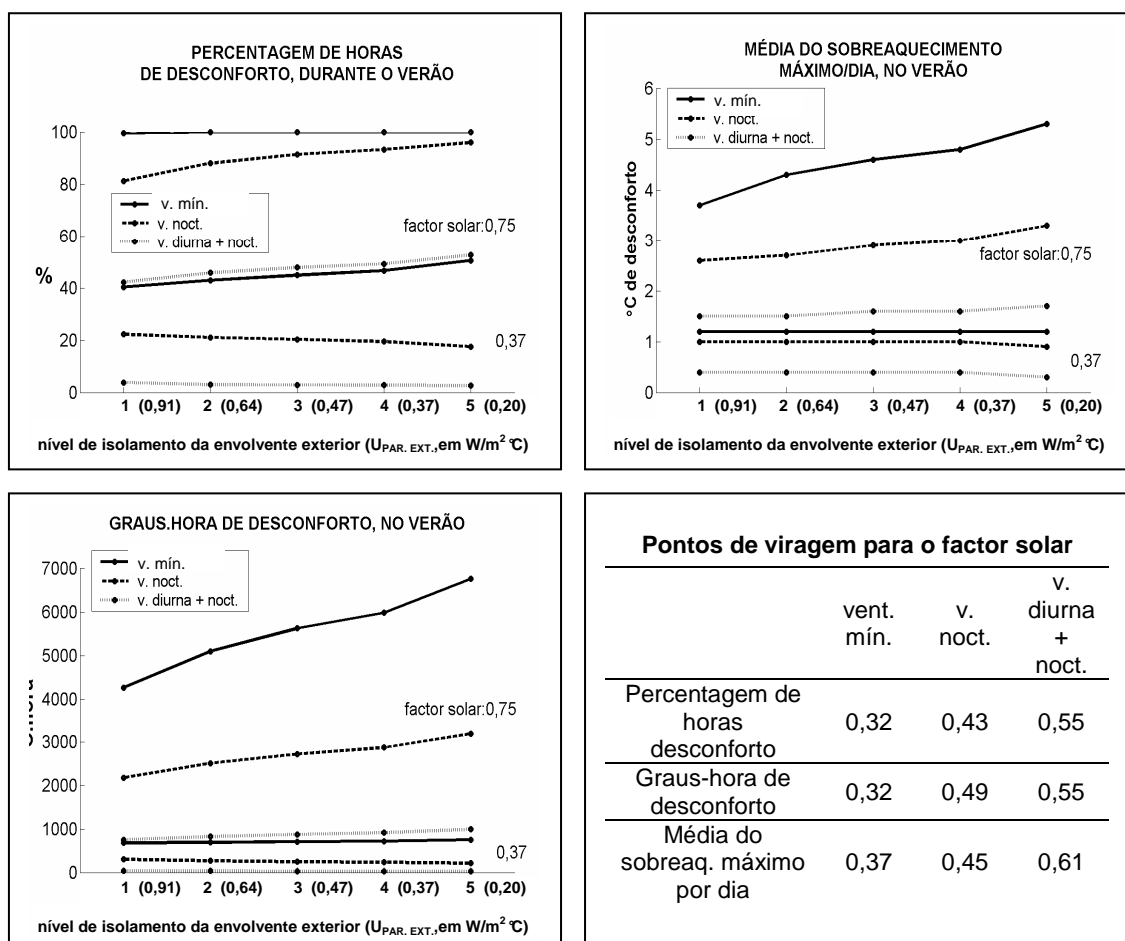 PERCENTAGEM DE HORAS
DE DESCONFORTO, DURANTE O VERÃO
100
80
60
40
20
0
%
v. mín.
v. noct.
v. diurna + noct.
factor solar:0,75
0,37
1 (0,91) 2 (0,64) 3 (0,47) 4 (0,37) 5 (0,20)
nível de isolamento da envolvente exterior (U PAR. EXT.,em W/m² °C)
MÉDIA DO SOBREAQUECIMENTO
MÁXIMO/DIA, NO VERÃO
6
5
4
3
2
1
0
°C de desconforto
v. mín.
v. noct.
v. diurna + noct.
factor solar:0,75
0,37
1 (0,91) 2 (0,64) 3 (0,47) 4 (0,37) 5 (0,20)
nível de isolamento da envolvente exterior (U PAR. EXT.,em W/m² °C)
GRAUS.HORA DE DESCONFORTO, NO VERÃO
7000
6000
5000
4000
3000
2000
1000
0
v. mín.
v. noct.
v. diurna + noct.
factor solar:0,75
0,37
1 (0,91) 2 (0,64) 3 (0,47) 4 (0,37) 5 (0,20)
nível de isolamento da envolvente exterior (U PAR. EXT.,em W/m² °C)
Pontos de viragem para o factor solar
vent. mín.
v. noct.
v. diurna + noct.
Percentagem de horas desconforto 0,32 0,43 0,55
Graus-hora de desconforto 0,32 0,49 0,55
Média do sobreaq. máximo por dia 0,37 0,45 0,61